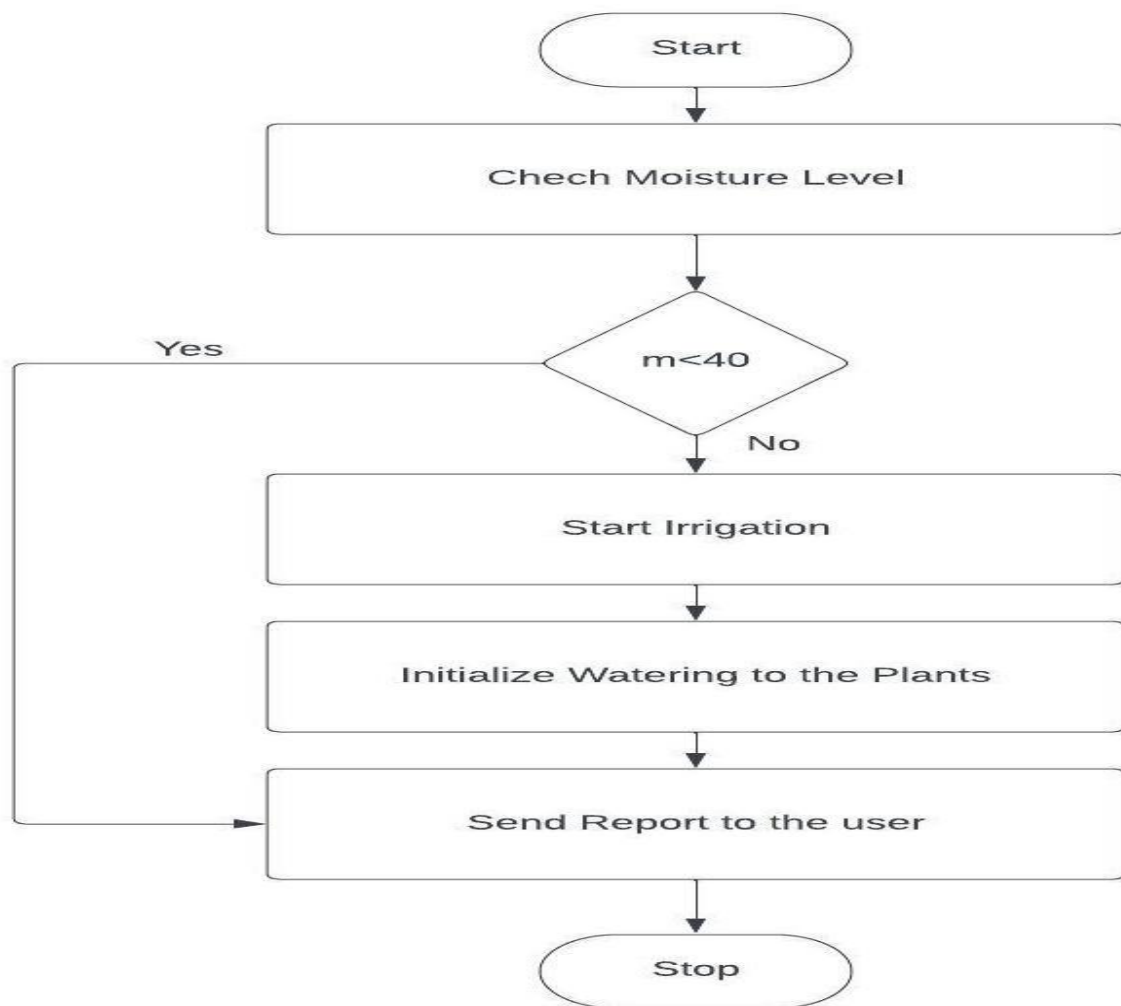 Start
Chech Moisture Level
m<40
Yes
No
Start Irrigation
Initialize Watering to the Plants
Send Report to the user
Stop